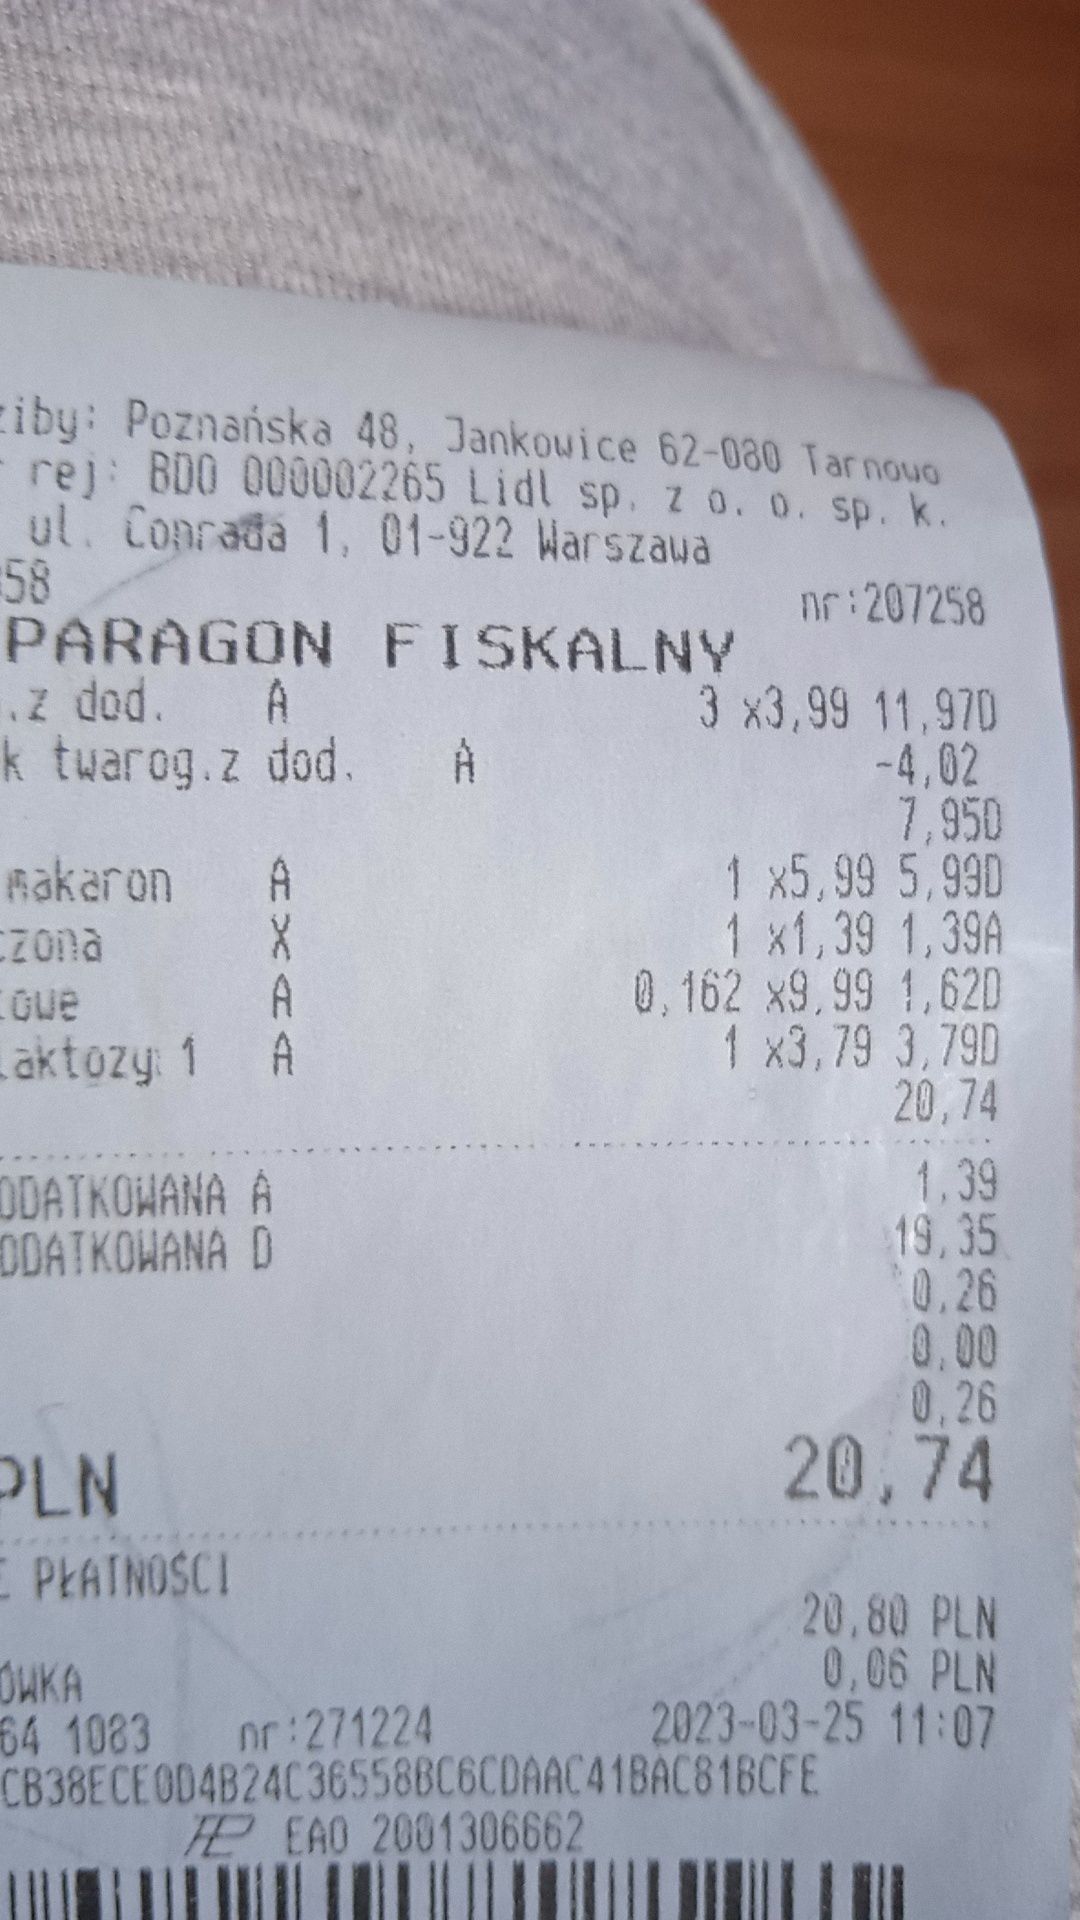 ziby: Poznańska 48, Jankowice 62-080 Tarnowo
rej: BDO 000002265 Lidl sp. z o. o. sp. k.
ul. Conrada 1, 01-922 Warszawa
58 nr:207258
PARAGON FISKALNY
.z dod. A 3 x3,99 11,97D
k twarog.z dod. A -4,02
7,95D
makaron A 1 x5,99 5,99D
czona X 1 x1,39 1,39A
owe A 0,162 x9,99 1,62D
laktozy 1 A 1 x3,79 3,79D
20,74
ODATKOWANA A 1,39
ODATKOWANA D 19,35
0,26
0,00
0,26
PLN 20,74
E PŁATNOŚCI
20,80 PLN
ÓWKA 0,06 PLN
64 1083 nr:271224 2023-03-25 11:07
CB38ECE0D4B24C36558BC6CDAAC41BAC81BCFE
EAO 2001306662